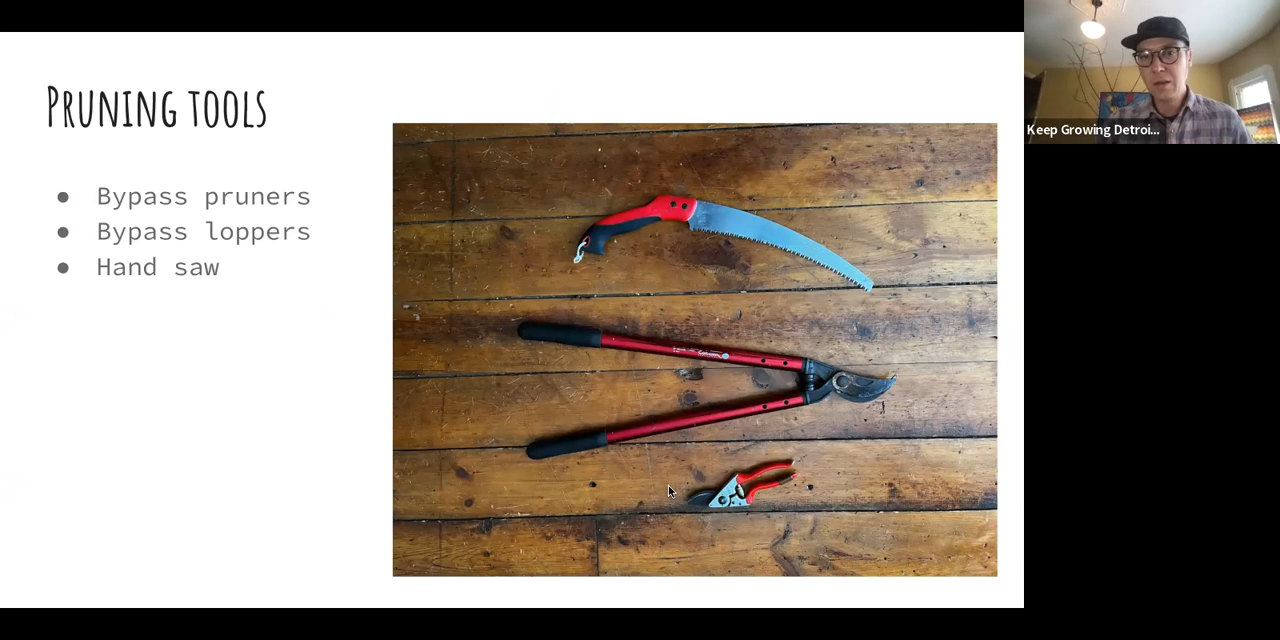 Pruning tools
● Bypass pruners
● Bypass loppers
● Hand saw
Keep Growing Detroi...